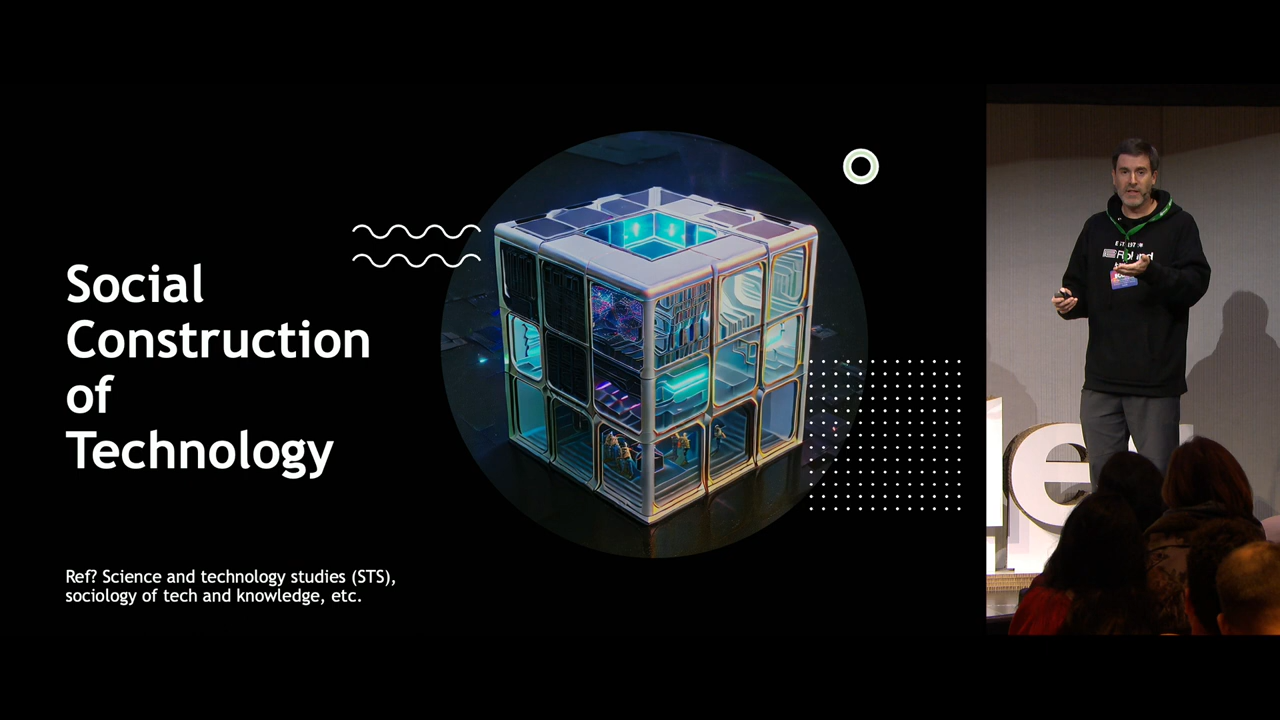 Social
Construction
of
Technology
Ref? Science and technology studies (STS),
sociology of tech and knowledge, etc.